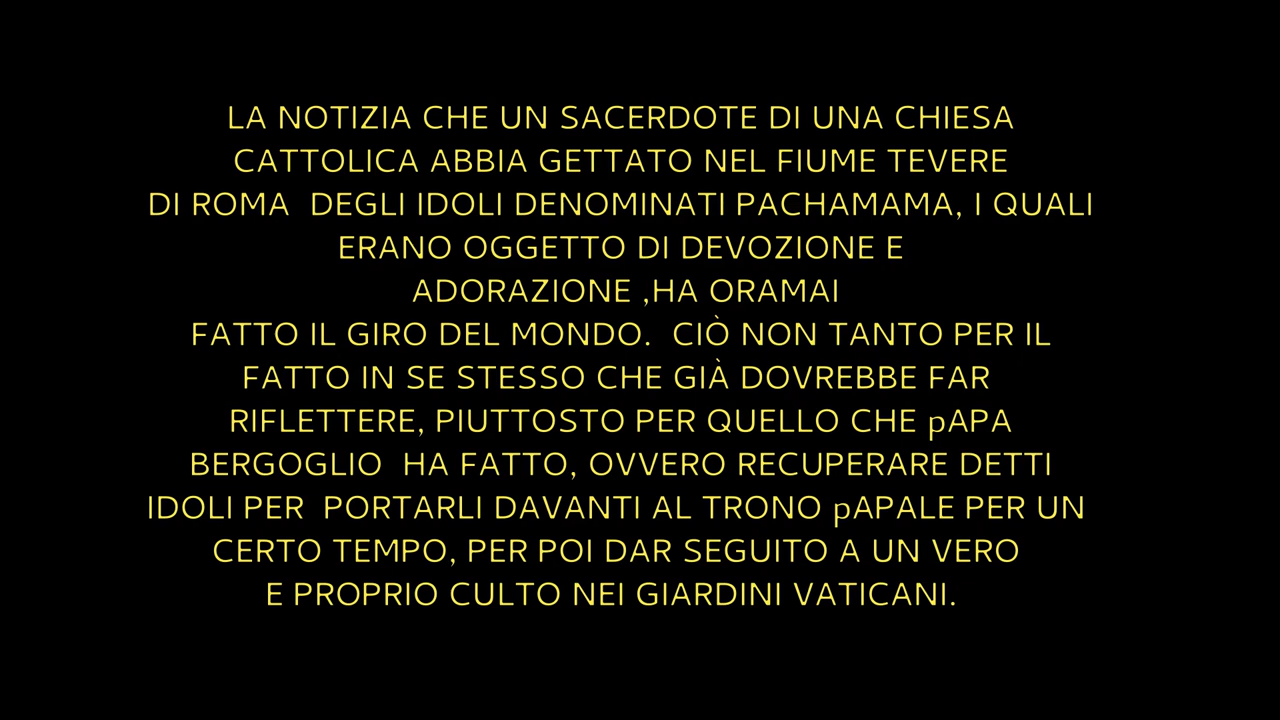 LA NOTIZIA CHE UN SACERDOTE DI UNA CHIESA
CATTOLICA ABBIA GETTATO NEL FIUME TEVERE
DI ROMA  DEGLI IDOLI DENOMINATI PACHAMAMA, I QUALI
ERANO OGGETTO DI DEVOZIONE E
ADORAZIONE ,HA ORAMAI
FATTO IL GIRO DEL MONDO.  CIÒ NON TANTO PER IL
FATTO IN SE STESSO CHE GIÀ DOVREBBE FAR
RIFLETTERE, PIUTTOSTO PER QUELLO CHE pAPA
BERGOGLIO  HA FATTO, OVVERO RECUPERARE DETTI
IDOLI PER  PORTARLI DAVANTI AL TRONO pAPALE PER UN
CERTO TEMPO, PER POI DAR SEGUITO A UN VERO
E PROPRIO CULTO NEI GIARDINI VATICANI.